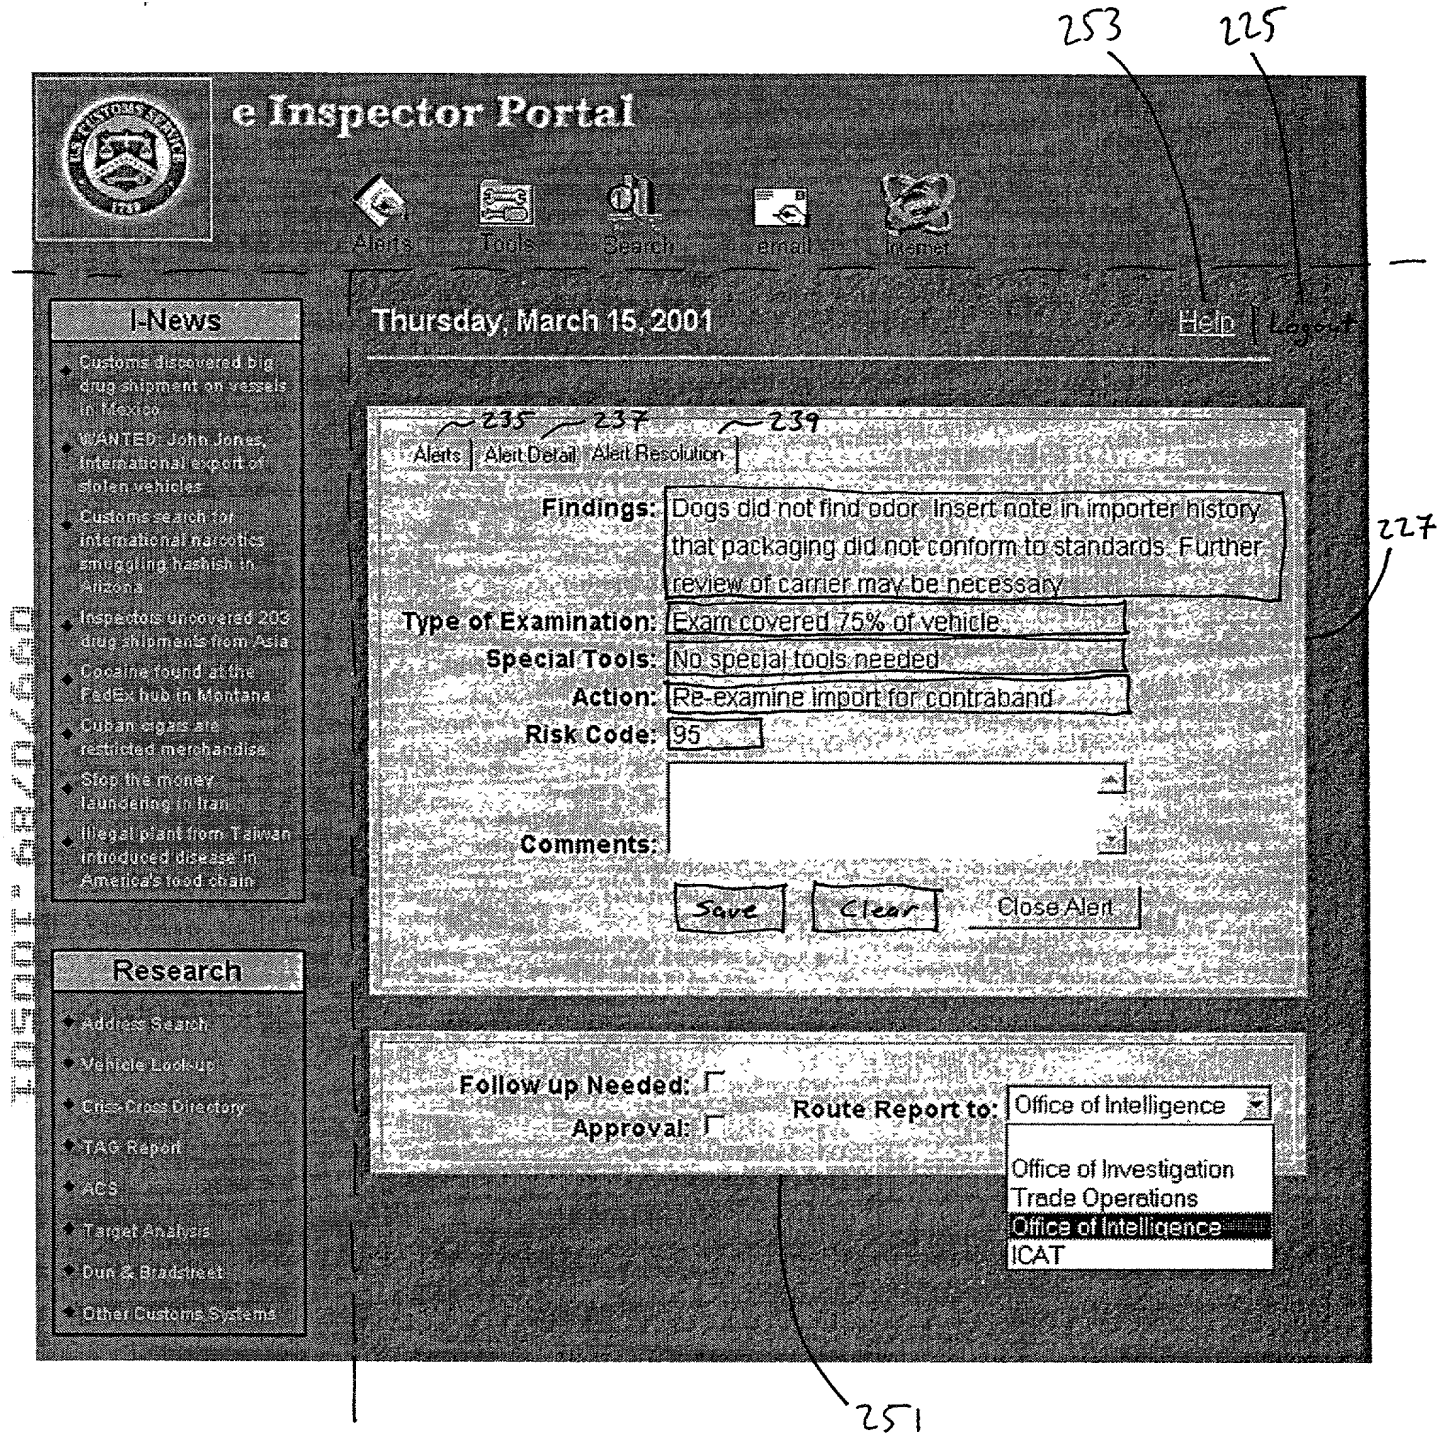 253 225
U.S. CUSTOMS SERVICE
1789
e Inspector Portal
Alerts Tools Search email Internet
I-News
Customs discovered big
drug shipment on vessels
in Mexico
WANTED: John Jones,
International export of
stolen vehicles
Customs search for
international narcotics
smuggling hashish in
Arizona
Inspectors uncovered 203
drug shipments from Asia
Cocaine found at the
FedEx hub in Montana
Cuban cigars are
restricted merchandise
Stop the money
laundering in Iran
Illegal plant from Taiwan
introduced disease in
America's food chain
Research
Address Search
Vehicle Look-up
Criss-Cross Directory
TAG Report
ACS
Target Analysis
Dun & Bradstreet
Other Customs Systems
Thursday, March 15, 2001
Help | Logout
235 237 239
Alerts | Alert Detail Alert Resolution
Findings: Dogs did not find odor. Insert note in importer history
that packaging did not conform to standards. Further
review of carrier may be necessary
227
Type of Examination: Exam covered 75% of vehicle.
Special Tools: No special tools needed
Action: Re-examine import for contraband
Risk Code: 95
Comments:
Save Clear Close Alert
Follow up Needed:
Approval:
Route Report to: Office of Intelligence
Office of Investigation
Trade Operations
Office of Intelligence
ICAT
251